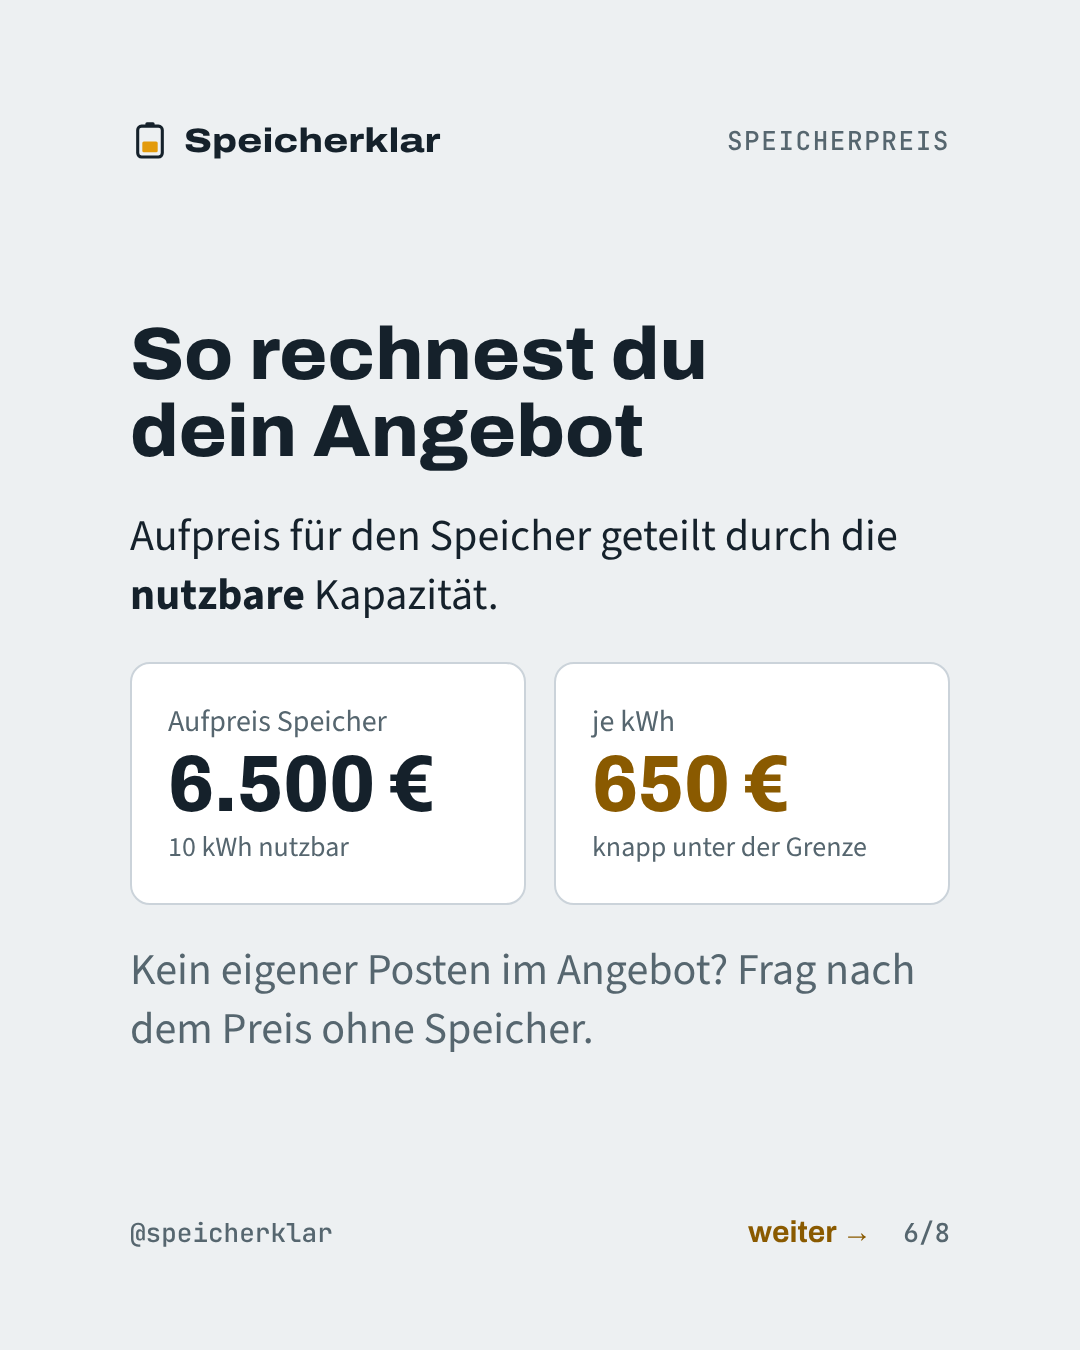 Speicherklar
SPEICHERPREIS
So rechnest du
dein Angebot
Aufpreis für den Speicher geteilt durch die
nutzbare Kapazität.
Aufpreis Speicher
6.500 €
10 kWh nutzbar
je kWh
650 €
knapp unter der Grenze
Kein eigener Posten im Angebot? Frag nach
dem Preis ohne Speicher.
@speicherklar
weiter →
6/8